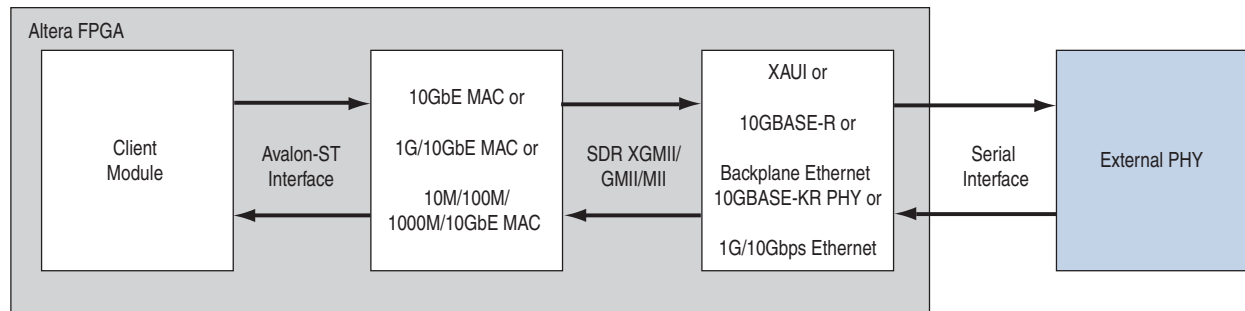 Altera FPGA
Client
Module
Avalon-ST
Interface
10GbE MAC or
1G/10GbE MAC or
10M/100M/
1000M/10GbE MAC
SDR XGMII/
GMII/MII
XAUI or
10GBASE-R or
Backplane Ethernet
10GBASE-KR PHY or
1G/10Gbps Ethernet
Serial
Interface
External PHY